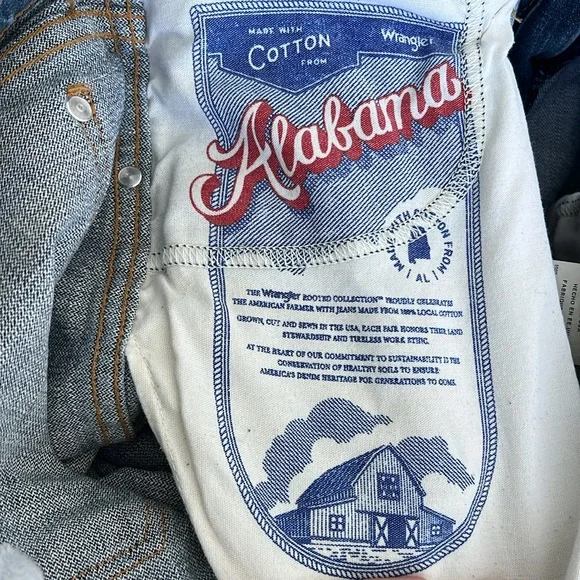 MADE WITH
COTTON
FROM
Wrangler
Alabama
MADE WITH COTTON FROM
AL
THE Wrangler ROOTED COLLECTION® PROUDLY CELEBRATES
THE AMERICAN FARMER WITH JEANS MADE FROM 100% LOCAL COTTON
GROWN, CUT AND SEWN IN THE USA, EACH PAIR HONORS THEIR LAND
STEWARDSHIP AND TIRELESS WORK ETHIC.
AT THE HEART OF OUR COMMITMENT TO SUSTAINABILITY IS THE
CONSERVATION OF HEALTHY SOILS TO ENSURE
AMERICA'S DENIM HERITAGE FOR GENERATIONS TO COME.
HECHO EN